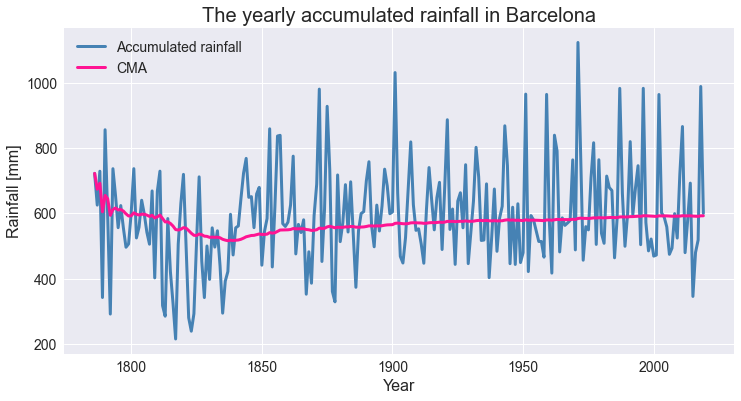 The yearly accumulated rainfall in Barcelona
Accumulated rainfall
CMA
Rainfall [mm]
1000
800
600
400
200
1800
1850
1900
1950
2000
Year